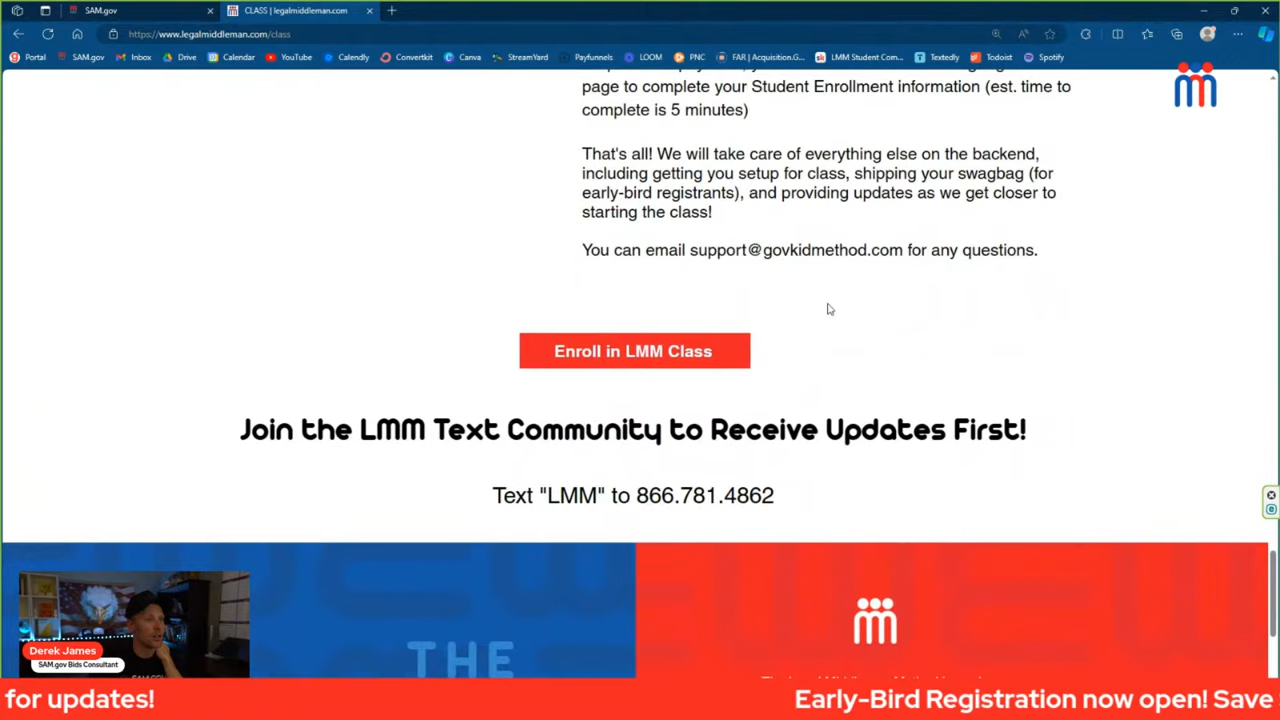 SAM.gov
CLASS | legalmiddleman.com
https://www.legalmiddleman.com/class
Portal SAM.gov Inbox Drive Calendar YouTube Calendly Convertkit Canva StreamYard Payfunnels LOOM PNC FAR | Acquisition.G... LMM Student Com... Textedly Todoist Spotify
page to complete your Student Enrollment information (est. time to
complete is 5 minutes)
That's all! We will take care of everything else on the backend,
including getting you setup for class, shipping your swagbag (for
early-bird registrants), and providing updates as we get closer to
starting the class!
You can email support@govkidmethod.com for any questions.
Enroll in LMM Class
Join the LMM Text Community to Receive Updates First!
Text "LMM" to 866.781.4862
THE
Derek James
SAM.gov Bids Consultant
for updates!
Early-Bird Registration now open! Save